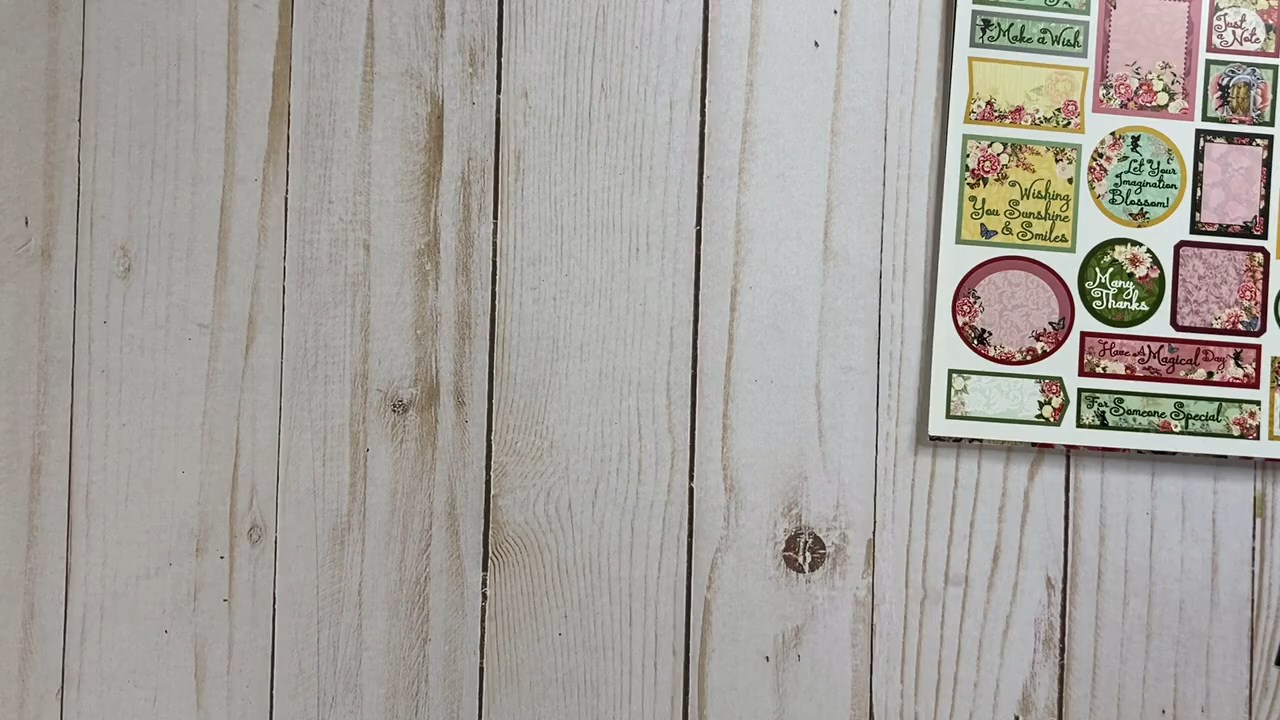 Make a Wish
Just
a Note
Wishing
You Sunshine
& Smiles
Let Your
Imagination
Blossom!
Many
Thanks
Have A Magical Day
For Someone Special